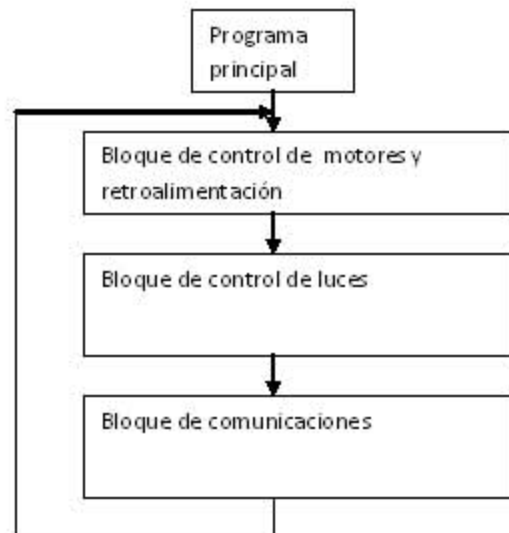 Programa
principal
Bloque de control de motores y
retroalimentación
Bloque de control de luces
Bloque de comunicaciones